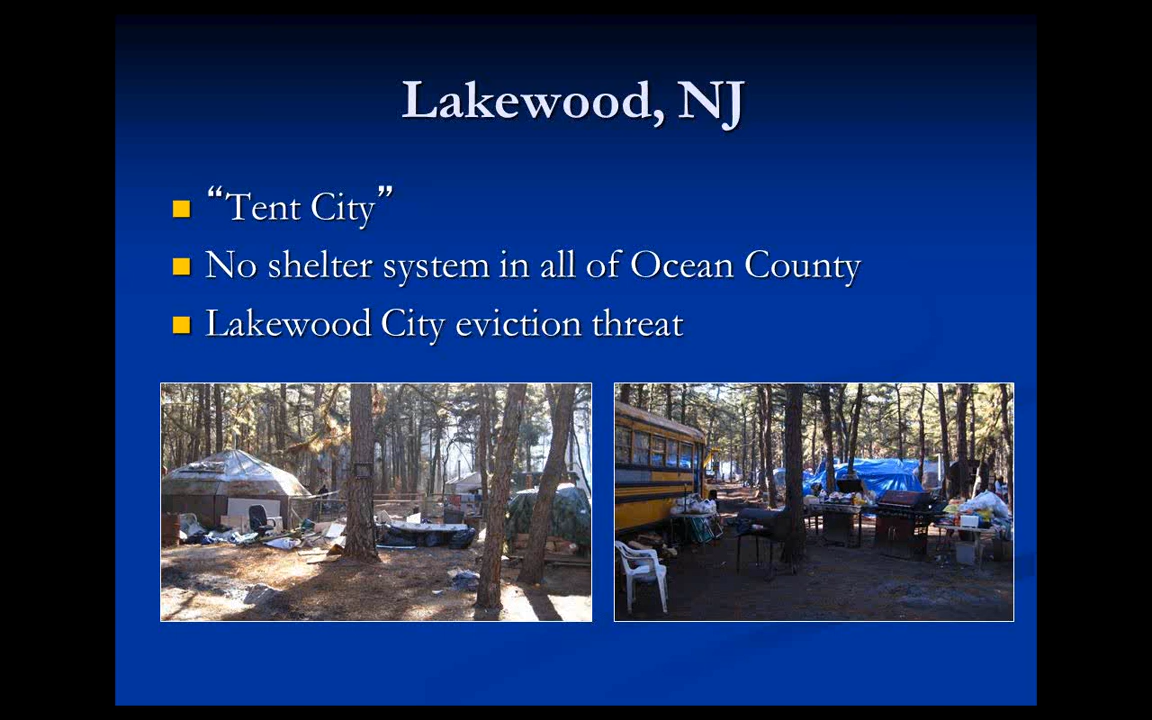 Lakewood, NJ
“Tent City”
No shelter system in all of Ocean County
Lakewood City eviction threat